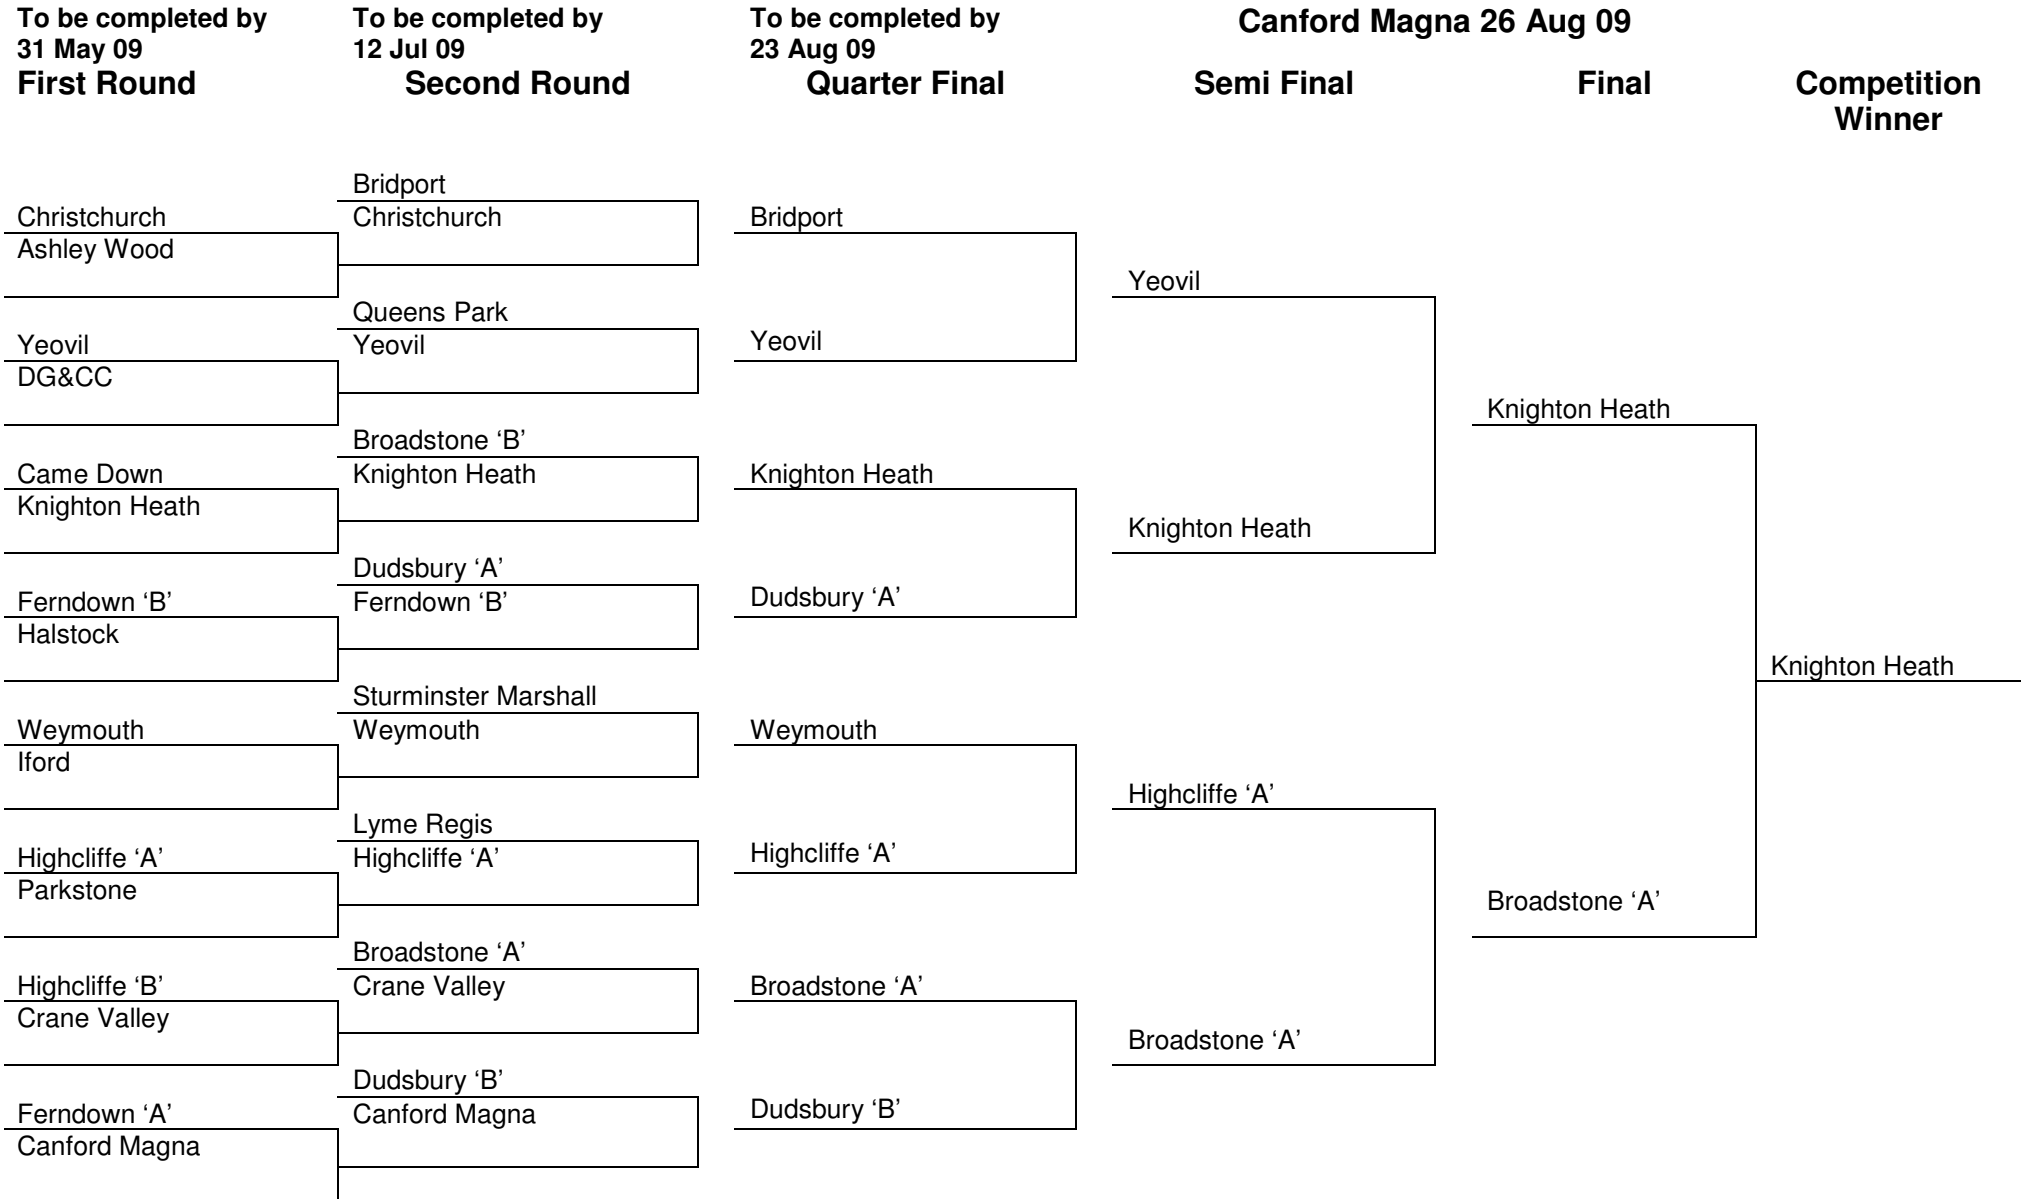 To be completed by
31 May 09
First Round
To be completed by
12 Jul 09
Second Round
To be completed by
23 Aug 09
Quarter Final
Canford Magna 26 Aug 09
Semi Final
Final
Competition
Winner
Christchurch
Ashley Wood
Yeovil
DG&CC
Came Down
Knighton Heath
Ferndown ‘B’
Halstock
Weymouth
Iford
Highcliffe ‘A’
Parkstone
Highcliffe ‘B’
Crane Valley
Ferndown ‘A’
Canford Magna
Bridport
Christchurch
Queens Park
Yeovil
Broadstone ‘B’
Knighton Heath
Dudsbury ‘A’
Ferndown ‘B’
Sturminster Marshall
Weymouth
Lyme Regis
Highcliffe ‘A’
Broadstone ‘A’
Crane Valley
Dudsbury ‘B’
Canford Magna
Bridport
Yeovil
Knighton Heath
Dudsbury ‘A’
Weymouth
Highcliffe ‘A’
Broadstone ‘A’
Dudsbury ‘B’
Yeovil
Knighton Heath
Highcliffe ‘A’
Broadstone ‘A’
Knighton Heath
Broadstone ‘A’
Knighton Heath